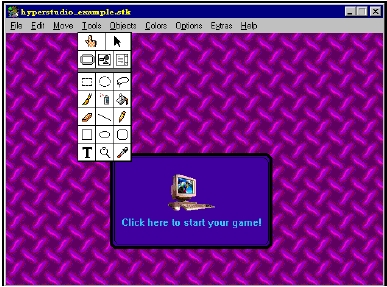 hyperstudio_example.stk
File Edit Move Tools Objects Colors Options Extras Help
T
Click here to start your game!